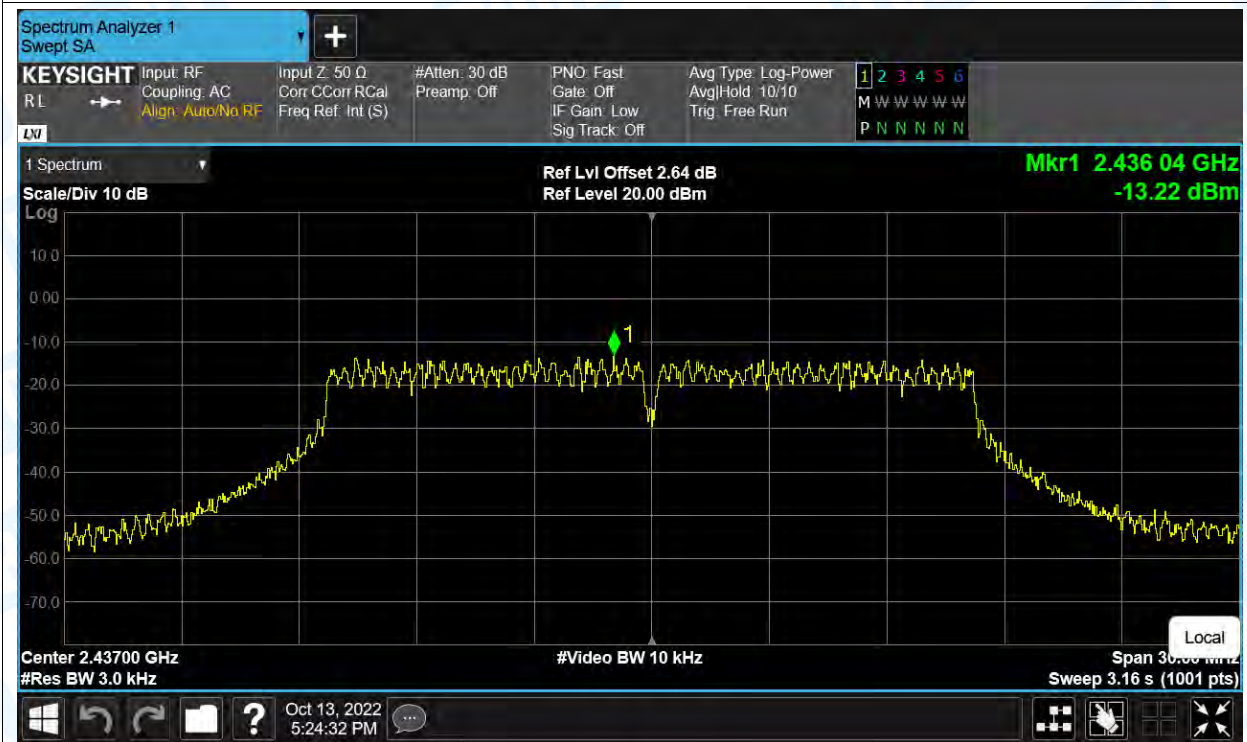 Spectrum Analyzer 1
Swept SA
KEYSIGHT
RL
LXI
Input: RF
Coupling: AC
Align: Auto/No RF
Input Z: 50 Ω
Corr CCorr RCal
Freq Ref: Int (S)
#Atten: 30 dB
Preamp: Off
PNO: Fast
Gate: Off
IF Gain: Low
Sig Track: Off
Avg Type: Log-Power
Avg|Hold: 10/10
Trig: Free Run
1 2 3 4 5 6
M W W W W W
P N N N N N
1 Spectrum
Scale/Div 10 dB
Log
Ref Lvl Offset 2.64 dB
Ref Level 20.00 dBm
Mkr1 2.436 04 GHz
-13.22 dBm
10.0
0.00
-10.0
-20.0
-30.0
-40.0
-50.0
-60.0
-70.0
1
Center 2.43700 GHz
#Res BW 3.0 kHz
#Video BW 10 kHz
Local
Span
Sweep 3.16 s (1001 pts)
?
Oct 13, 2022
5:24:32 PM